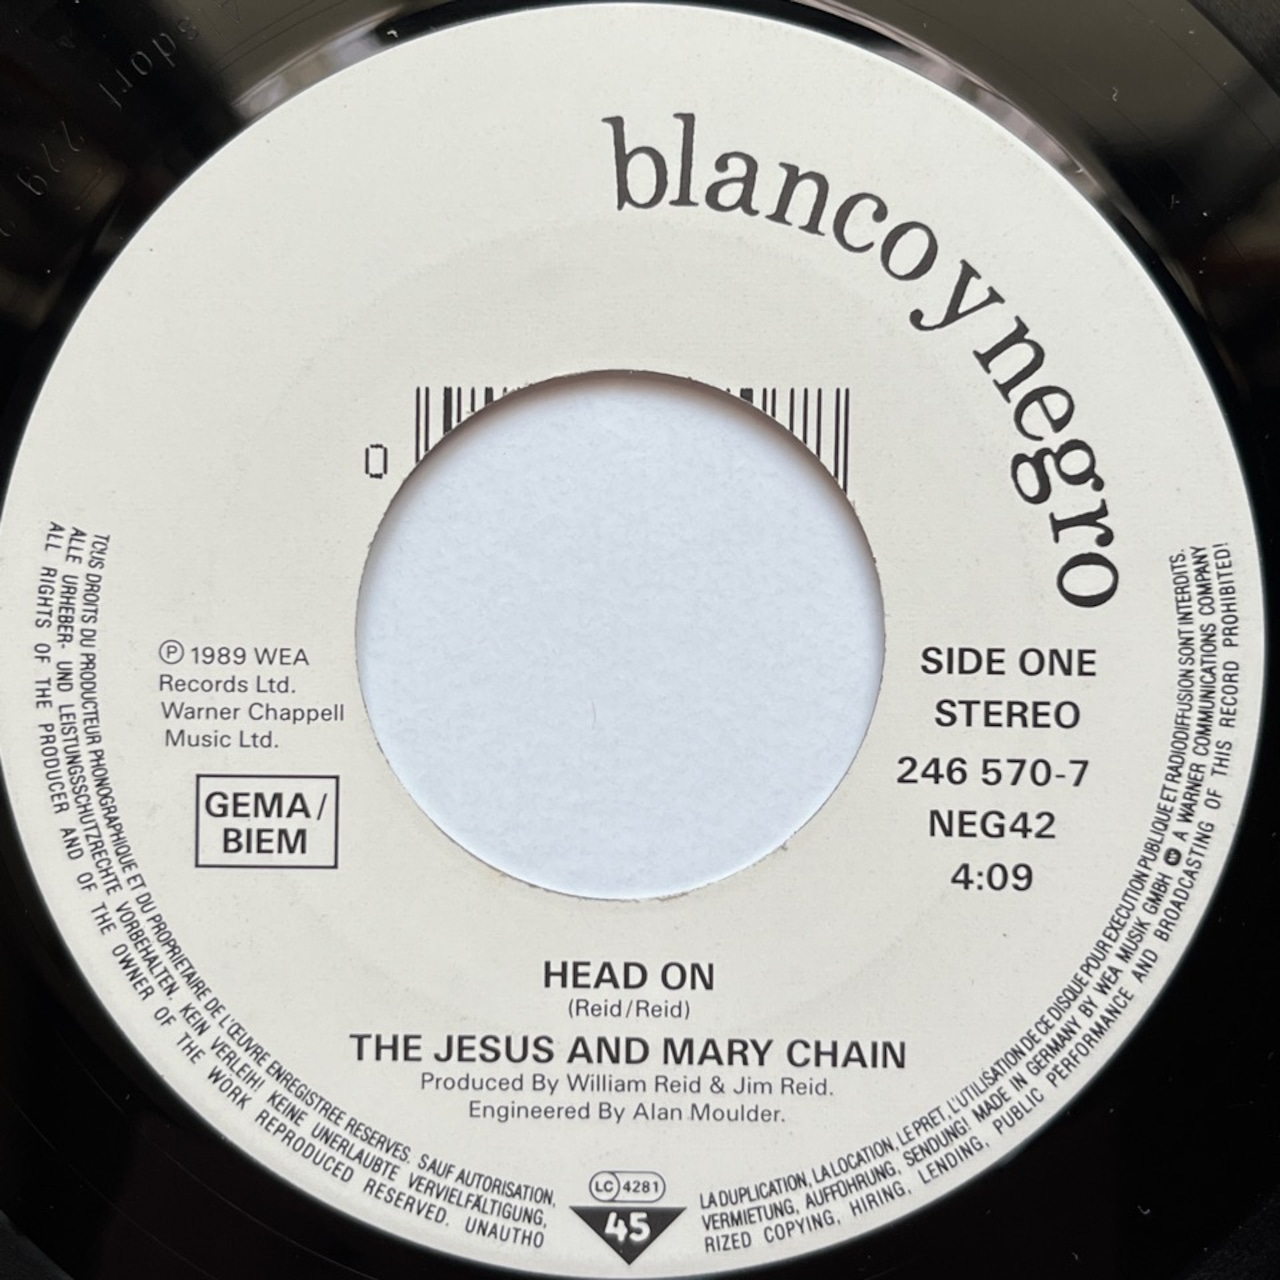 blanco y negro
0
℗ 1989 WEA
Records Ltd.
Warner Chappell
Music Ltd.
GEMA/
BIEM
SIDE ONE
STEREO
246 570-7
NEG42
4:09
HEAD ON
(Reid/Reid)
THE JESUS AND MARY CHAIN
Produced By William Reid & Jim Reid.
Engineered By Alan Moulder.
LC 4281
45
TOUS DROITS DU PRODUCTEUR PHONOGRAPHIQUE ET DU PROPRIETAIRE DE L'ŒUVRE ENREGISTREE RESERVES. SAUF AUTORISATION, LA DUPLICATION, LA LOCATION, LE PRET, L'UTILISATION DE CE DISQUE POUR EXECUTION PUBLIQUE ET RADIODIFFUSION SONT INTERDITS.
ALLE URHEBER- UND LEISTUNGSSCHUTZRECHTE VORBEHALTEN. KEIN VERLEIH! KEINE UNERLAUBTE VERVIELFÄLTIGUNG, VERMIETUNG, AUFFÜHRUNG, SENDUNG! MADE IN GERMANY BY WEA MUSIK GMBH A WARNER COMMUNICATIONS COMPANY
ALL RIGHTS OF THE PRODUCER AND OF THE OWNER OF THE WORK REPRODUCED RESERVED. UNAUTHORIZED COPYING, HIRING, LENDING, PUBLIC PERFORMANCE AND BROADCASTING OF THIS RECORD PROHIBITED!